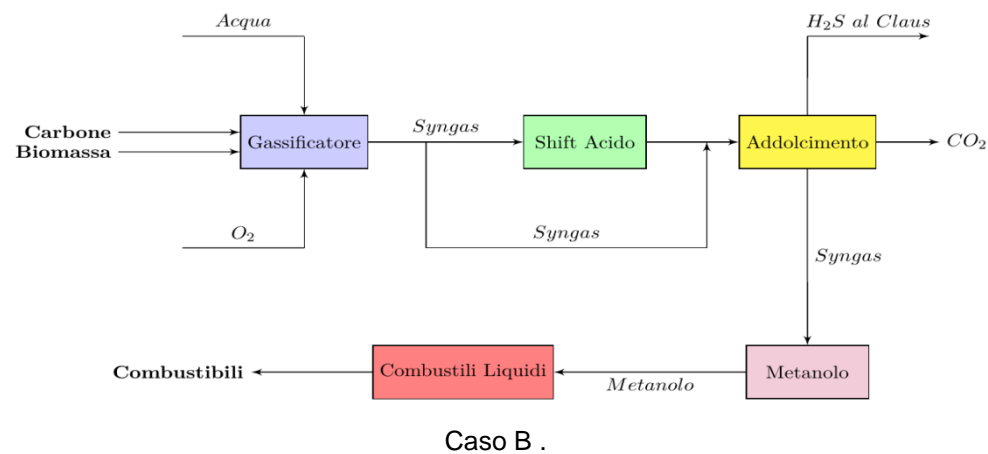 Acqua
H₂S al Claus
Carbone
Biomassa
Gassificatore
Syngas
Shift Acido
Addolcimento
CO₂
O₂
Syngas
Syngas
Combustibili
Combustili Liquidi
Metanolo
Metanolo
Caso B .